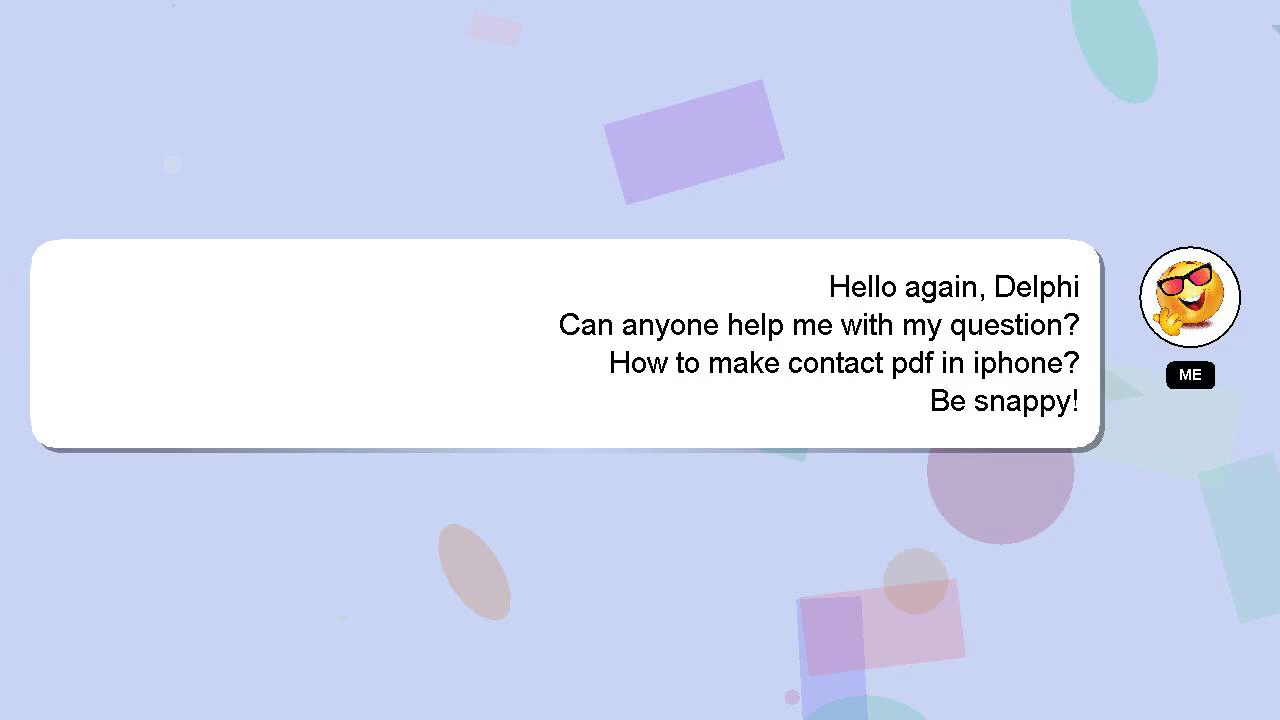 Hello again, Delphi
Can anyone help me with my question?
How to make contact pdf in iphone?
Be snappy!
ME